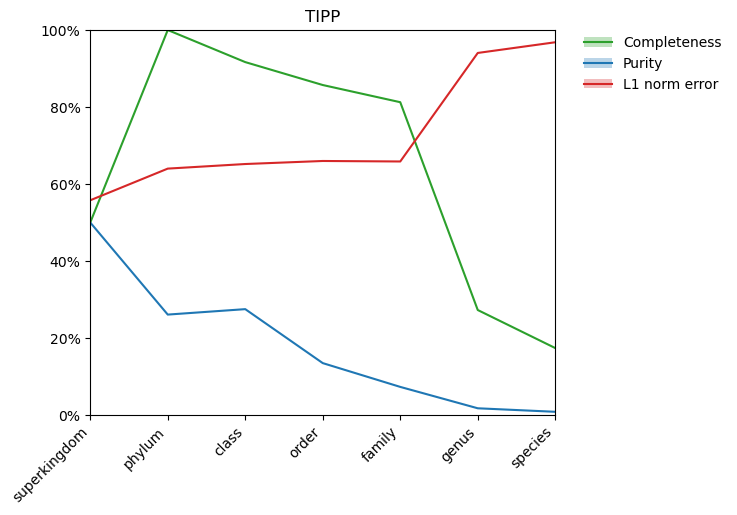 TIPP
100%
80%
60%
40%
20%
0%
superkingdom
phylum
class
order
family
genus
species
Completeness
Purity
L1 norm error